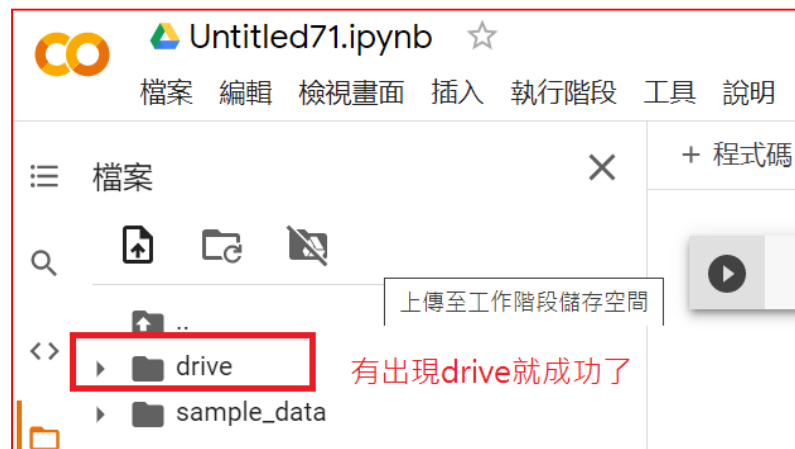 Untitled71.ipynb
檔案 編輯 檢視畫面 插入 執行階段 工具 說明
檔案
+ 程式碼
上傳至工作階段儲存空間
..
drive
有出現drive就成功了
sample_data